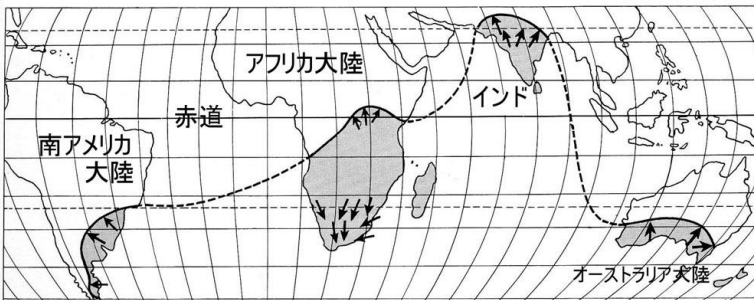 アフリカ大陸
インド
赤道
南アメリカ
大陸
オーストラリア大陸